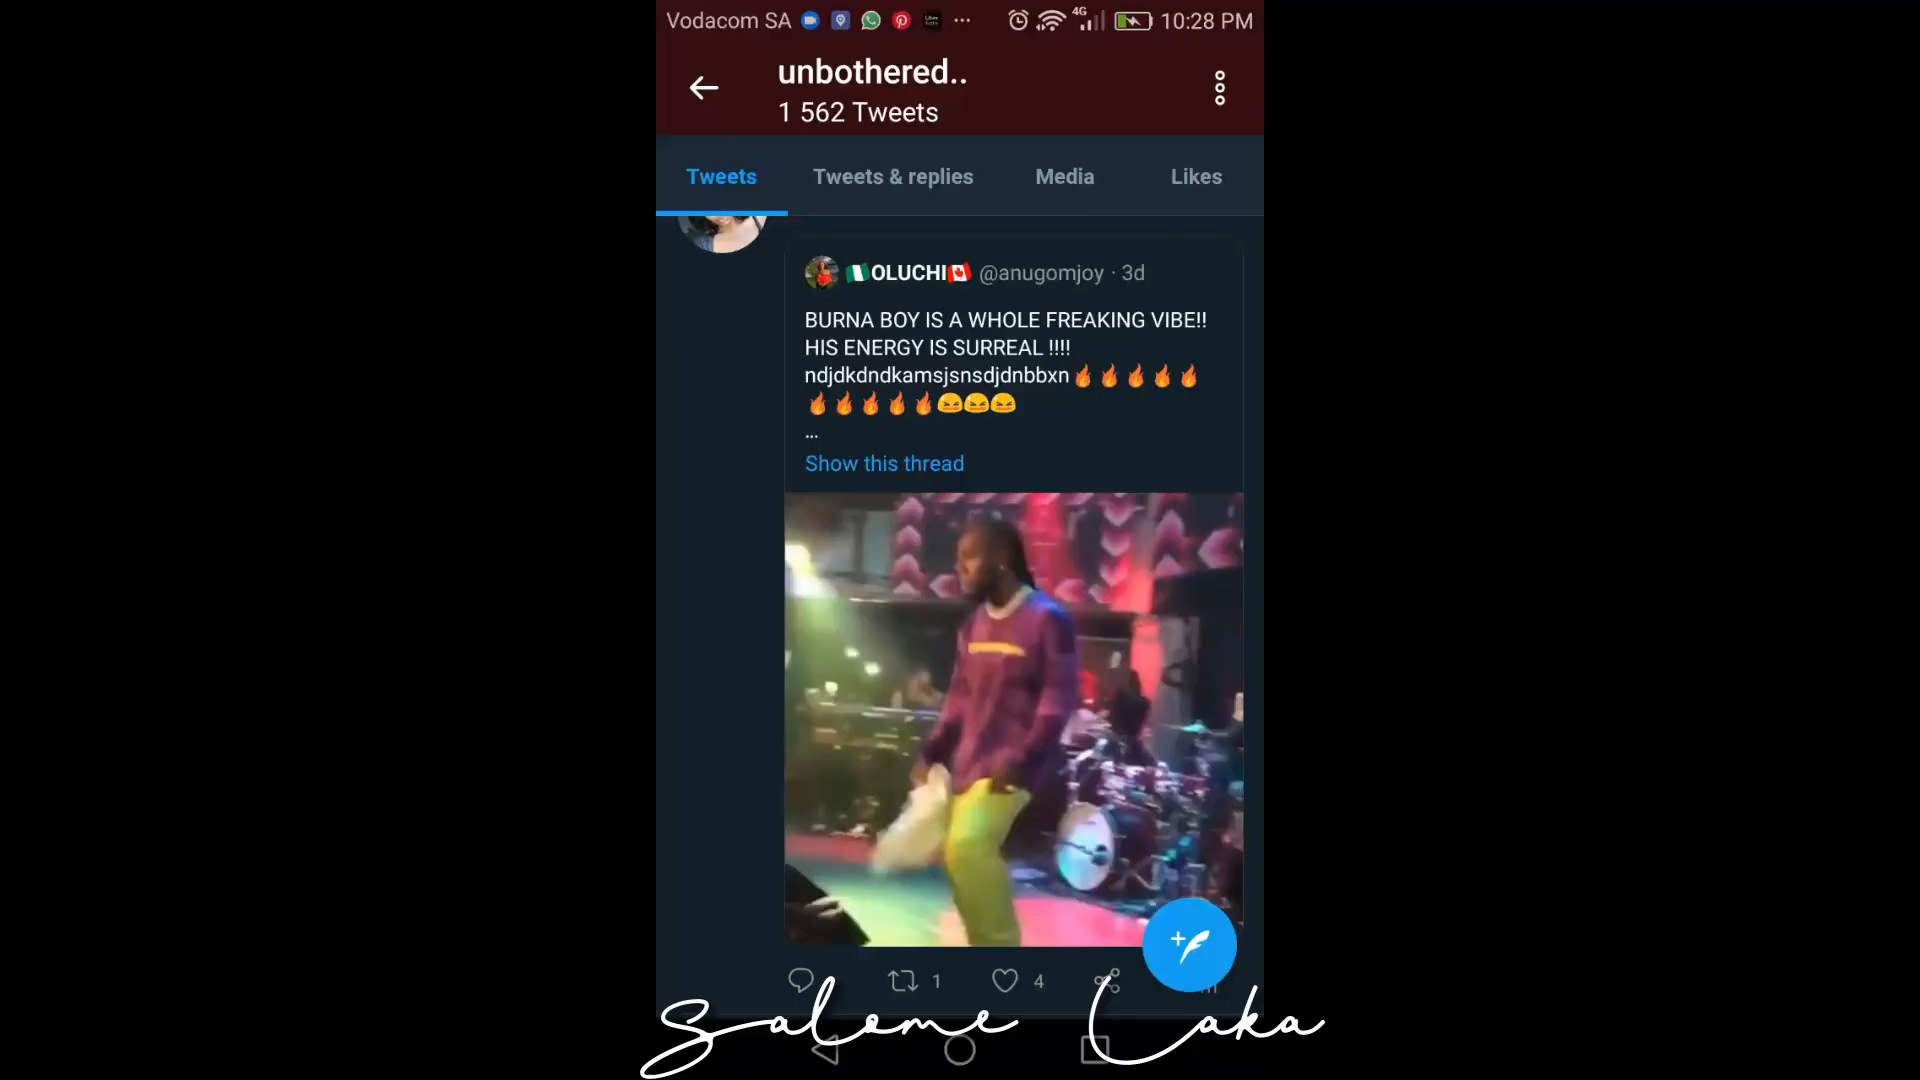 Vodacom SA
4G
10:28 PM
unbothered..
1 562 Tweets
Tweets
Tweets & replies
Media
Likes
🇳🇬OLUCHI🇨🇦 @anugomjoy · 3d
BURNA BOY IS A WHOLE FREAKING VIBE!!
HIS ENERGY IS SURREAL !!!!
ndjdkdndkamsjsnsdjdnbbxn🔥🔥🔥🔥🔥
🔥🔥🔥🔥🔥😆😆😆
...
Show this thread
1
4
Salome Laka